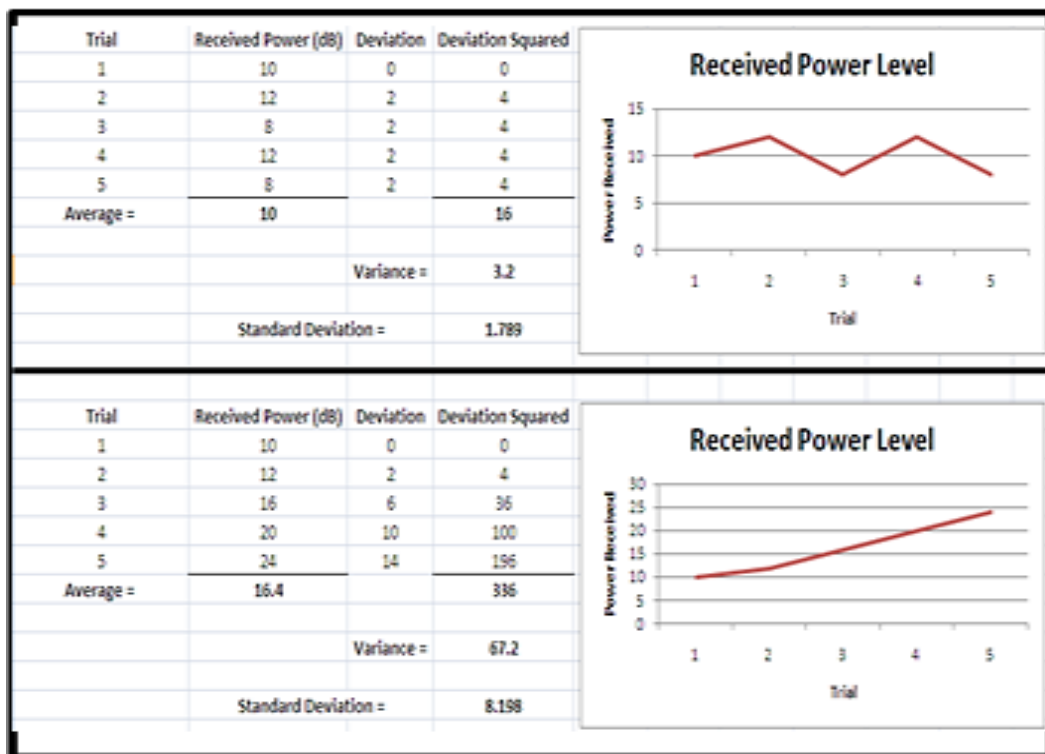 Trial Received Power (dB) Deviation Deviation Squared
1 10 0 0
2 12 2 4
3 8 2 4
4 12 2 4
5 8 2 4
Average = 10 16
Variance = 3.2
Standard Deviation = 1.789
Received Power Level
Power Received
15
10
5
0
1 2 3 4 5
Trial
Trial Received Power (dB) Deviation Deviation Squared
1 10 0 0
2 12 2 4
3 16 6 36
4 20 10 100
5 24 14 196
Average = 16.4 336
Variance = 67.2
Standard Deviation = 8.198
Received Power Level
Power Received
30
25
20
15
10
5
0
1 2 3 4 5
Trial